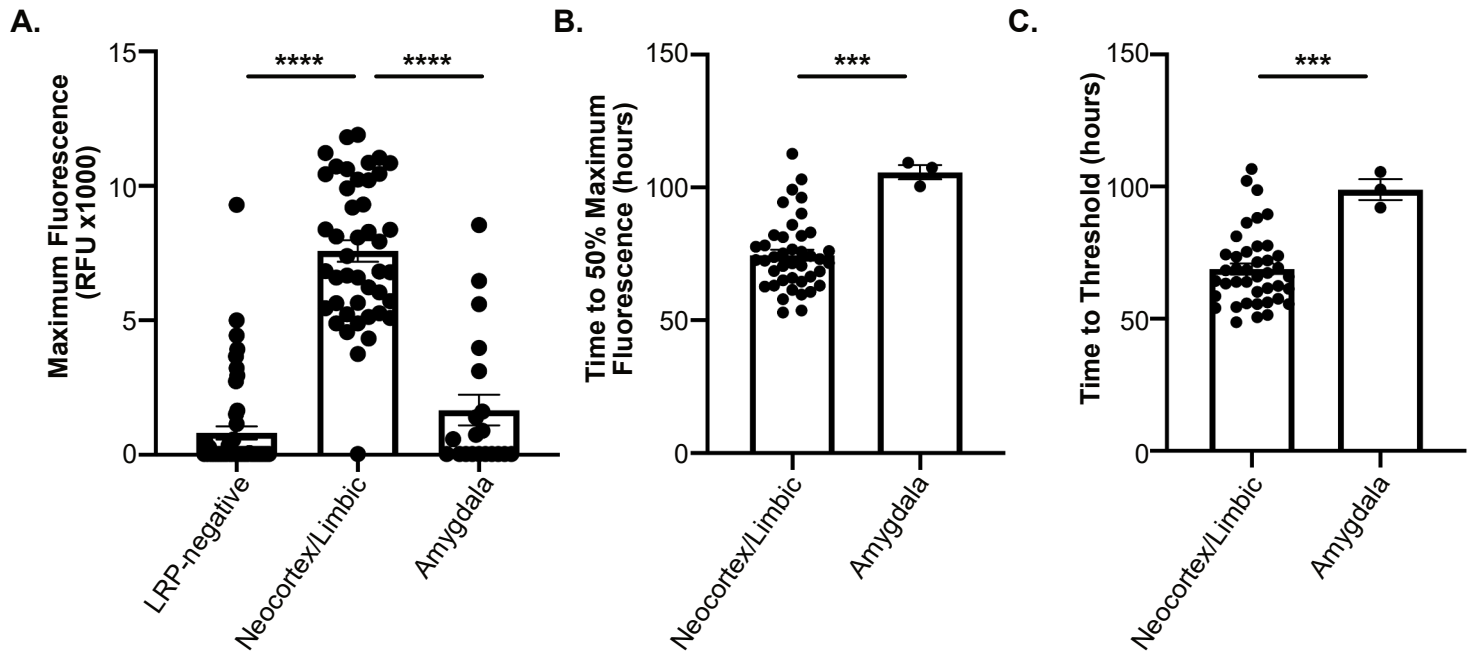 A.
Maximum Fluorescence
(RFU x1000)
15
10
5
0
****
****
LRP-negative
Neocortex/Limbic
Amygdala
B.
Time to 50% Maximum
Fluorescence (hours)
150
100
50
0
***
Neocortex/Limbic
Amygdala
C.
Time to Threshold (hours)
150
100
50
0
***
Neocortex/Limbic
Amygdala